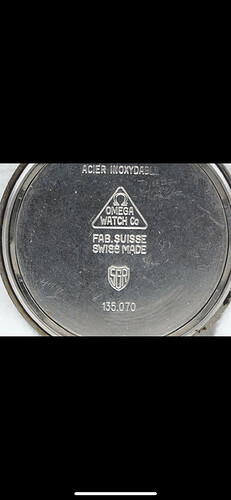 ACIER INOXYDABLE
Ω
OMEGA
WATCH Co
FAB. SUISSE
SWISS MADE
135.070